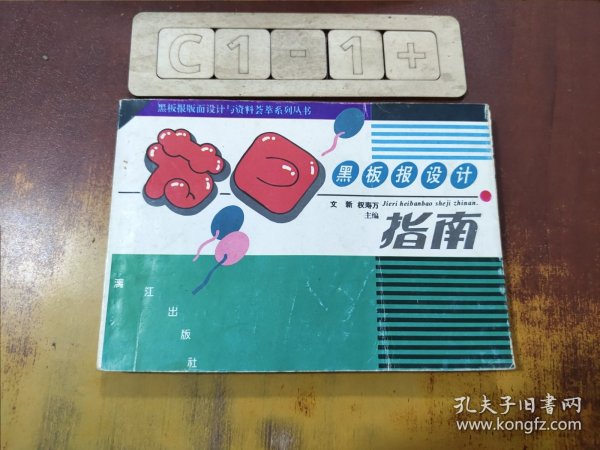 C1-1+
黑板报版面设计与资料荟萃系列丛书
节日
黑板报设计
文新 权海万 主编
Jieri heibanbao sheji zhinan.
指南
漓江出版社
孔夫子旧书网
www.kongfz.com